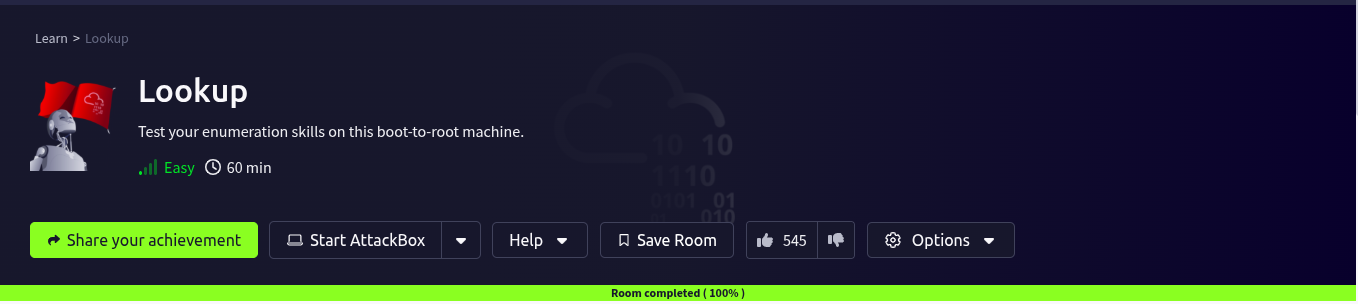 Learn > Lookup
Lookup
Test your enumeration skills on this boot-to-root machine.
Easy 60 min
10 10
1110
0101 01
01 010
Share your achievement Start AttackBox Help Save Room 545 Options
Room completed ( 100% )